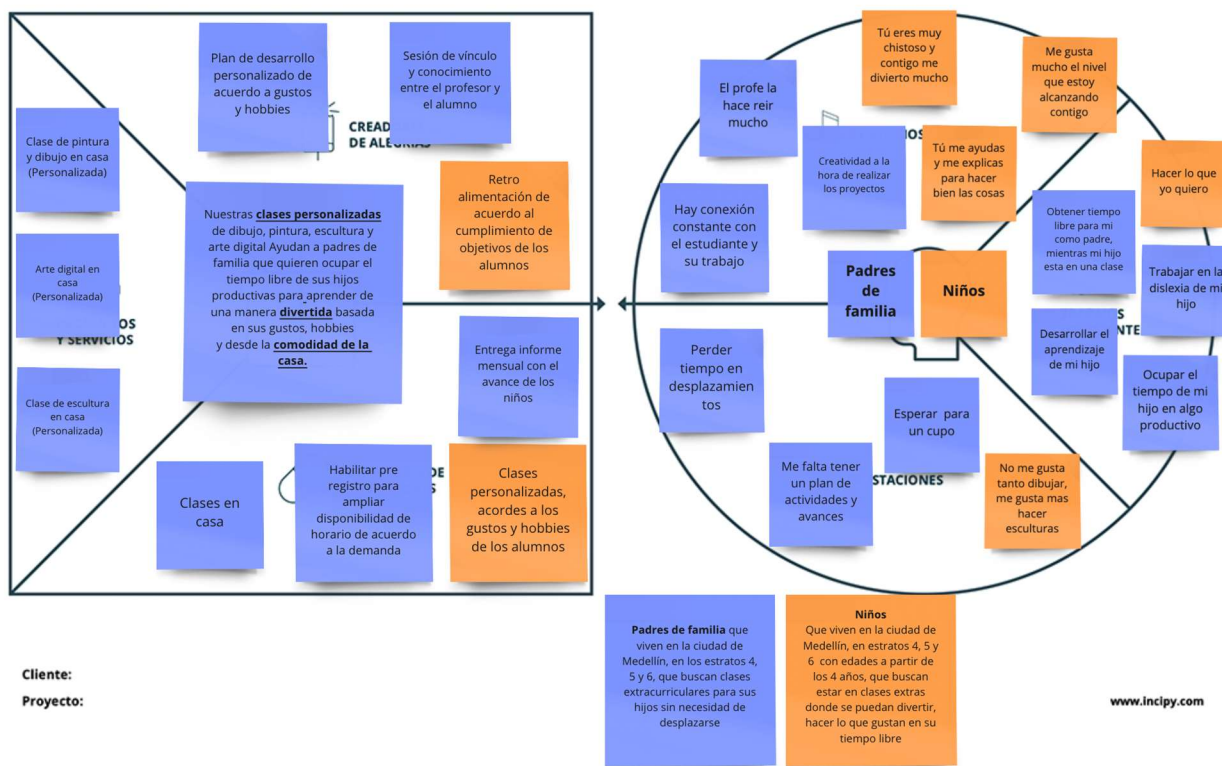 Plan de desarrollo
personalizado de
acuerdo a gustos
y hobbies
Sesión de vínculo
y conocimiento
entre el profesor y
el alumno
CREAD
DE ALEGRÍAS
Clase de pintura
y dibujo en casa
(Personalizada)
Arte digital en
casa
(Personalizada)
OS
Y SERVICIOS
Clase de escultura
en casa
(Personalizada)
Nuestras clases personalizadas
de dibujo, pintura, escultura y
arte digital Ayudan a padres de
familia que quieren ocupar el
tiempo libre de sus hijos
productivas para aprender de
una manera divertida basada
en sus gustos, hobbies
y desde la comodidad de la
casa.
Retro
alimentación de
acuerdo al
cumplimiento de
objetivos de los
alumnos
Entrega informe
mensual con el
avance de los
niños
Clases en
casa
Habilitar pre
registro para
ampliar
disponibilidad de
horario de acuerdo
a la demanda
DE
S
Clases
personalizadas,
acordes a los
gustos y hobbies
de los alumnos
Tú eres muy
chistoso y
contigo me
divierto mucho
Me gusta
mucho el nivel
que estoy
alcanzando
contigo
El profe la
hace reir
mucho
IOS
Creatividad a la
hora de realizar
los proyectos
Tú me ayudas
y me explicas
para hacer
bien las cosas
Hacer lo que
yo quiero
Hay conexión
constante con
el estudiante y
su trabajo
Obtener tiempo
libre para mi
como padre,
mientras mi hijo
esta en una clase
Trabajar en la
dislexia de mi
hijo
Padres
de
familia
Niños
S
NTE
Desarrollar el
aprendizaje
de mi hijo
Ocupar el
tiempo de mi
hijo en algo
productivo
Perder
tiempo en
desplazamien
tos
Esperar para
un cupo
Me falta tener
un plan de
actividades y
avances
STACIONES
No me gusta
tanto dibujar,
me gusta mas
hacer
esculturas
Padres de familia que
viven en la ciudad de
Medellín, en los estratos 4,
5 y 6, que buscan clases
extracurriculares para sus
hijos sin necesidad de
desplazarse
Niños
Que viven en la ciudad de
Medellín, en estratos 4, 5 y
6 con edades a partir de
los 4 años, que buscan
estar en clases extras
donde se puedan divertir,
hacer lo que gustan en su
tiempo libre
Cliente:
Proyecto:
www.incipy.com